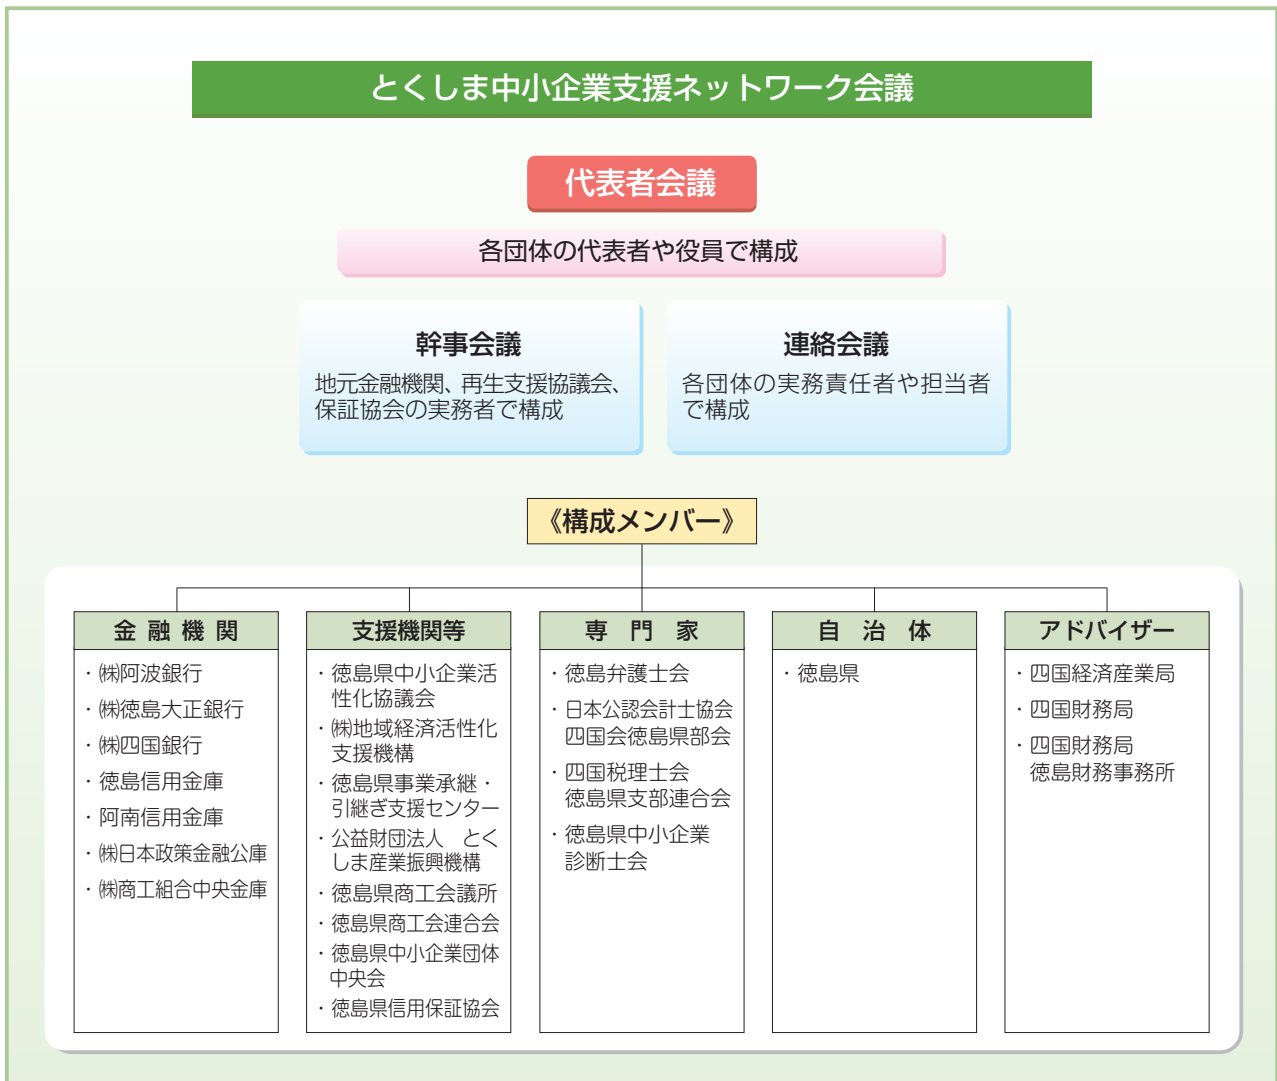 とくしま中小企業支援ネットワーク会議
代表者会議
各団体の代表者や役員で構成
幹事会議
地元金融機関、再生支援協議会、
保証協会の実務者で構成
連絡会議
各団体の実務責任者や担当者
で構成
《構成メンバー》
金融機関
・㈱阿波銀行
・㈱徳島大正銀行
・㈱四国銀行
・徳島信用金庫
・阿南信用金庫
・㈱日本政策金融公庫
・㈱商工組合中央金庫
支援機関等
・徳島県中小企業活
性化協議会
・㈱地域経済活性化
支援機構
・徳島県事業承継・
引継ぎ支援センター
・公益財団法人　とく
しま産業振興機構
・徳島県商工会議所
・徳島県商工会連合会
・徳島県中小企業団体
中央会
・徳島県信用保証協会
専門家
・徳島弁護士会
・日本公認会計士協会
四国会徳島県部会
・四国税理士会
徳島県支部連合会
・徳島県中小企業
診断士会
自治体
・徳島県
アドバイザー
・四国経済産業局
・四国財務局
・四国財務局
徳島財務事務所